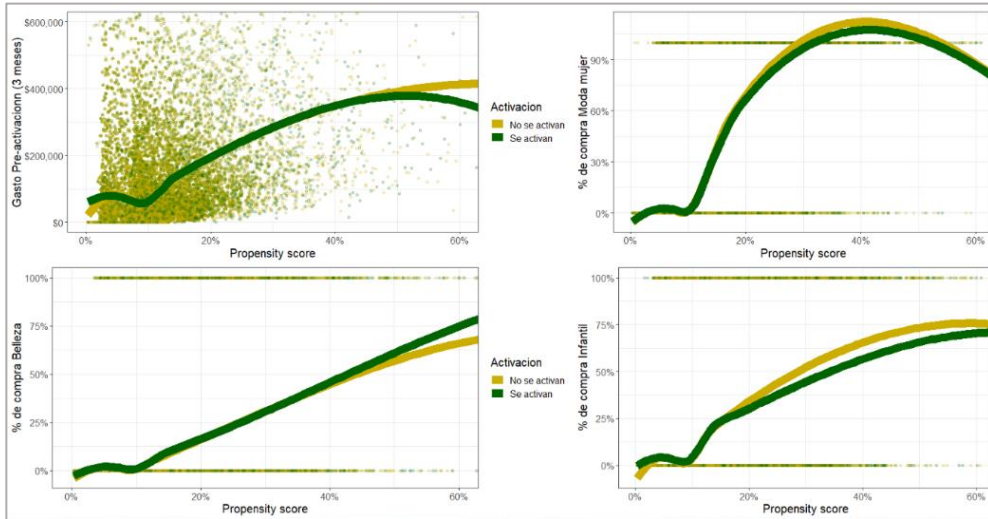 $600,000
$400,000
$200,000
$0
Gasto Pre-activacionn (3 meses)
0%
20%
40%
60%
Propensity score
Activacion
No se activan
Se activan
90%
60%
30%
0%
% de compra Moda mujer
0%
20%
40%
60%
Propensity score
100%
75%
50%
25%
0%
% de compra Belleza
0%
20%
40%
60%
Propensity score
Activacion
No se activan
Se activan
100%
75%
50%
25%
0%
% de compra Infantil
0%
20%
40%
60%
Propensity score